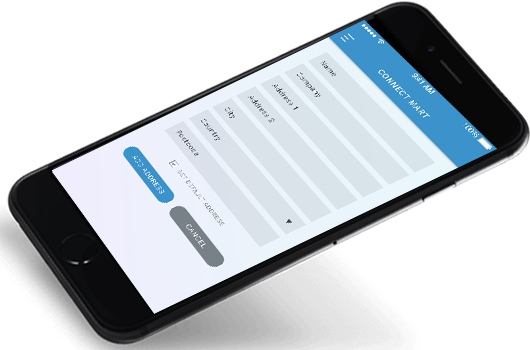 9:41 AM
100%
CONNECT MART
Name
Company
Address 1
Address 2
City
Country
Postcode
SET DEFAULT ADDRESS
ADD ADDRESS
CANCEL